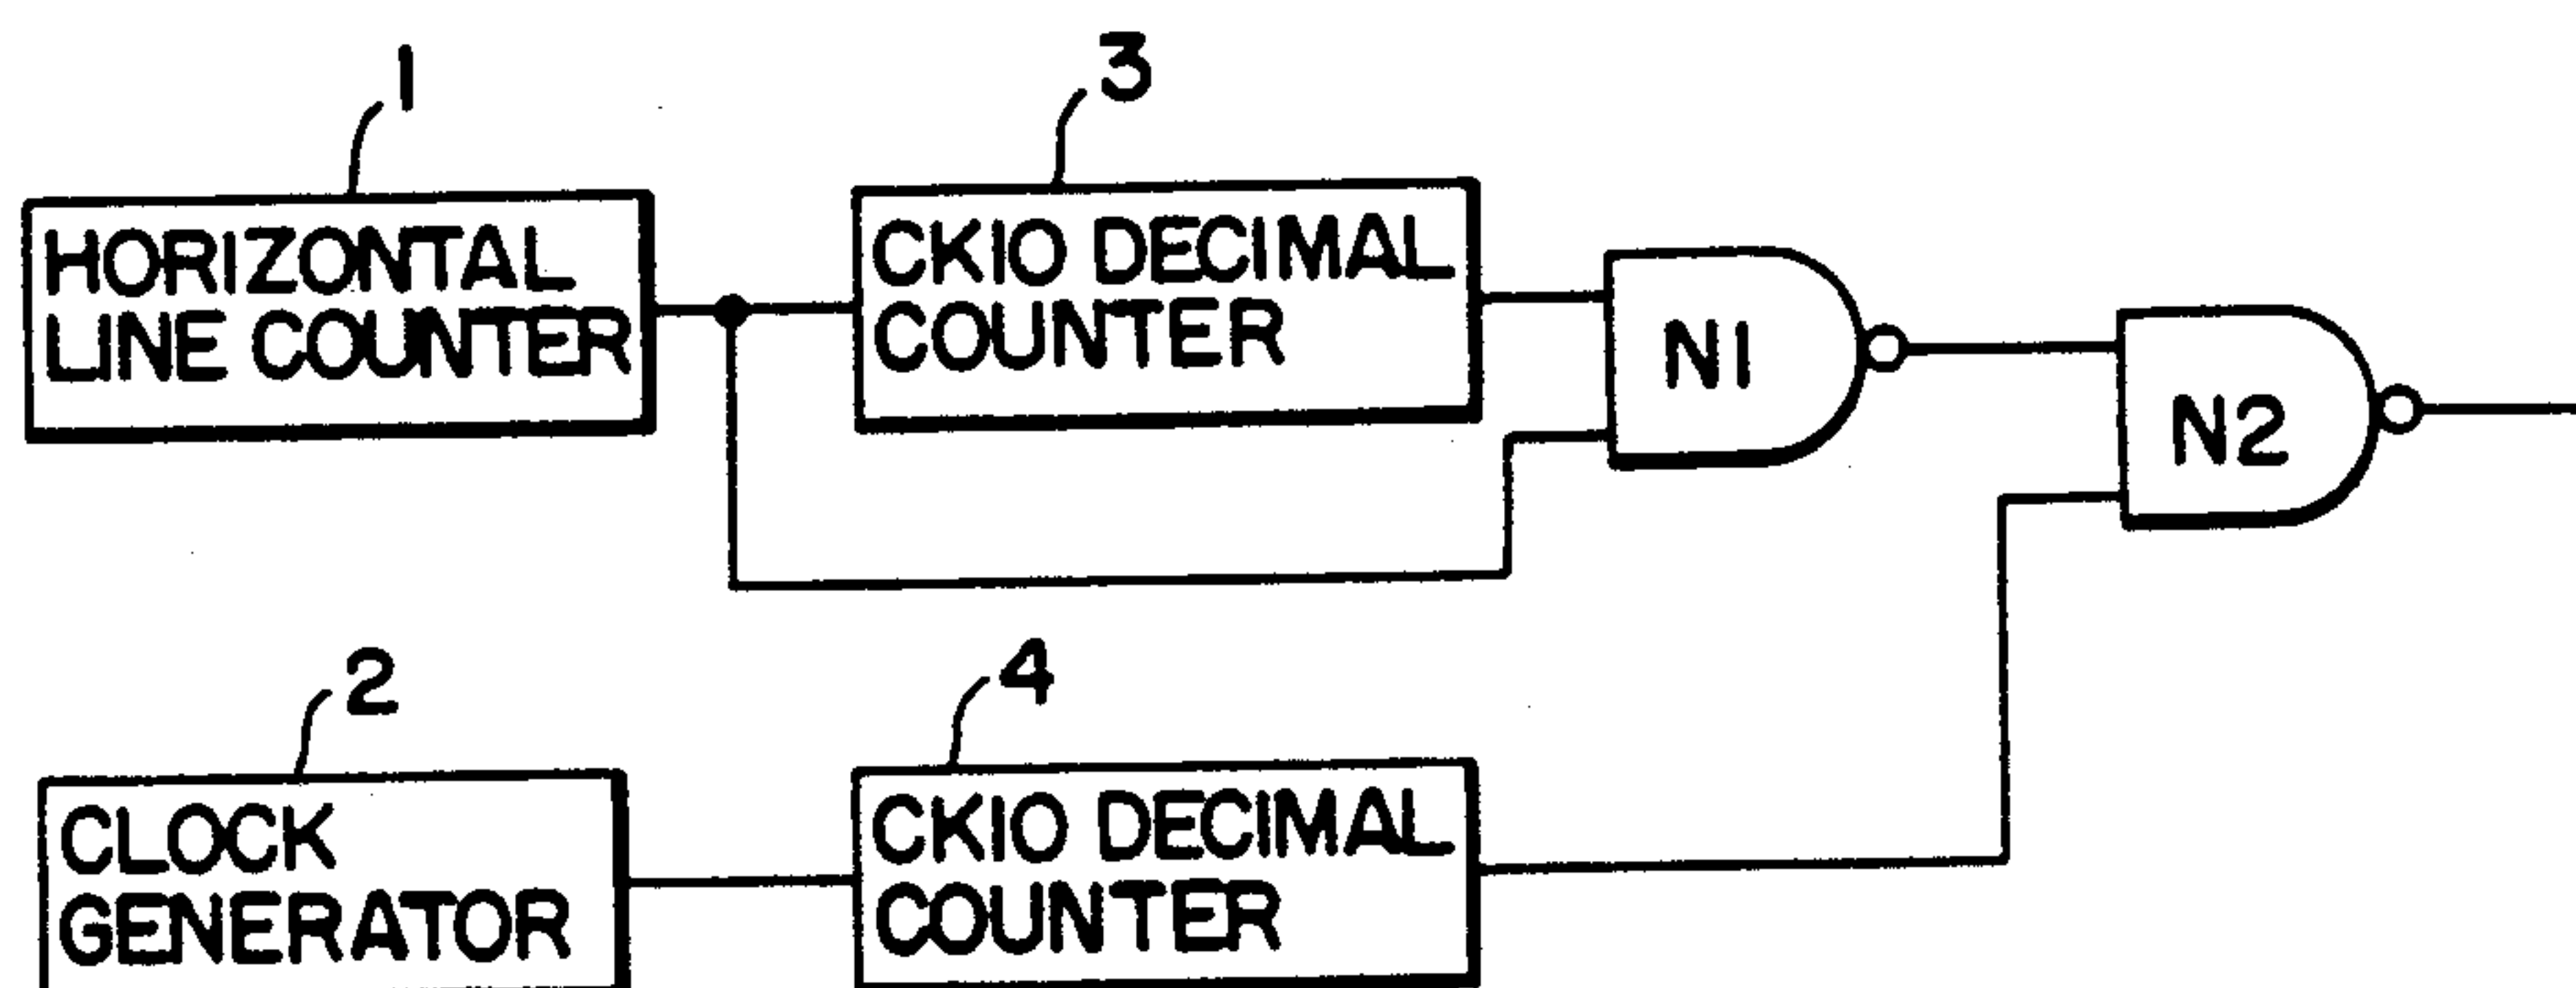 1
3
HORIZONTAL
LINE COUNTER
CK10 DECIMAL
COUNTER
N1
N2
2
4
CLOCK
GENERATOR
CK10 DECIMAL
COUNTER